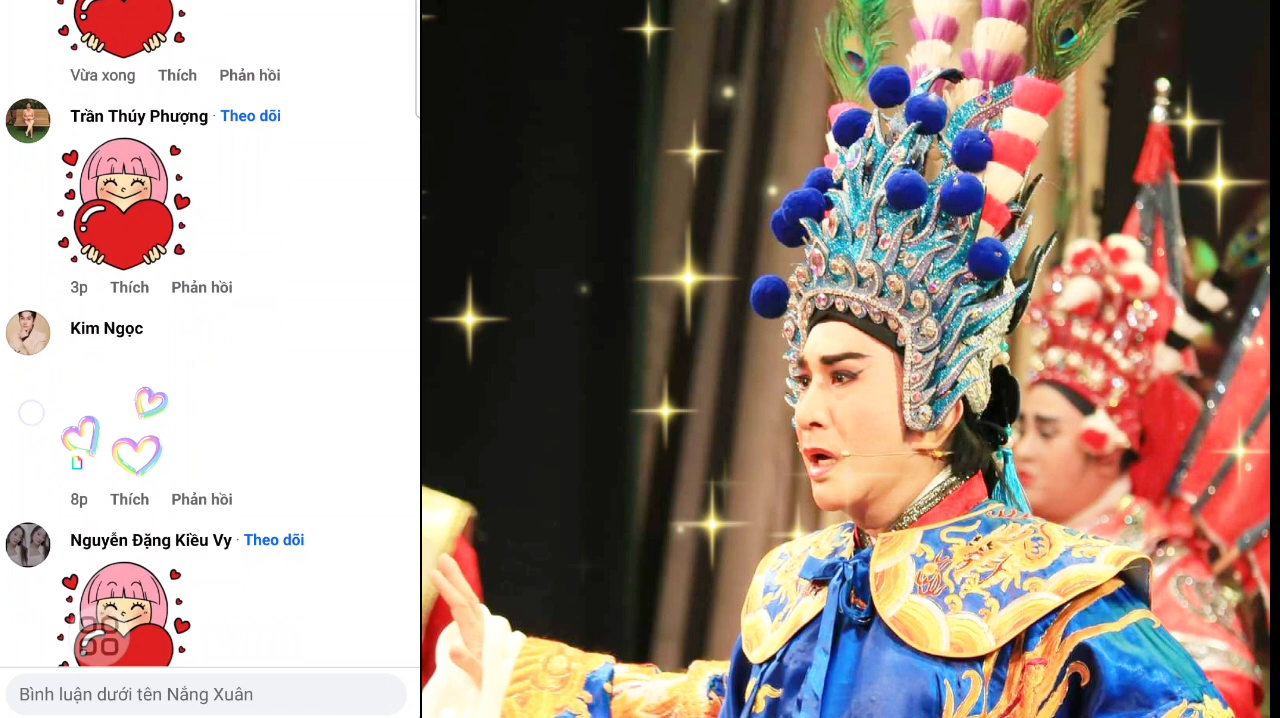 Vừa xong Thích Phản hồi
Trần Thúy Phượng · Theo dõi
3p Thích Phản hồi
Kim Ngọc
8p Thích Phản hồi
Nguyễn Đặng Kiều Vy · Theo dõi
Bình luận dưới tên Nắng Xuân